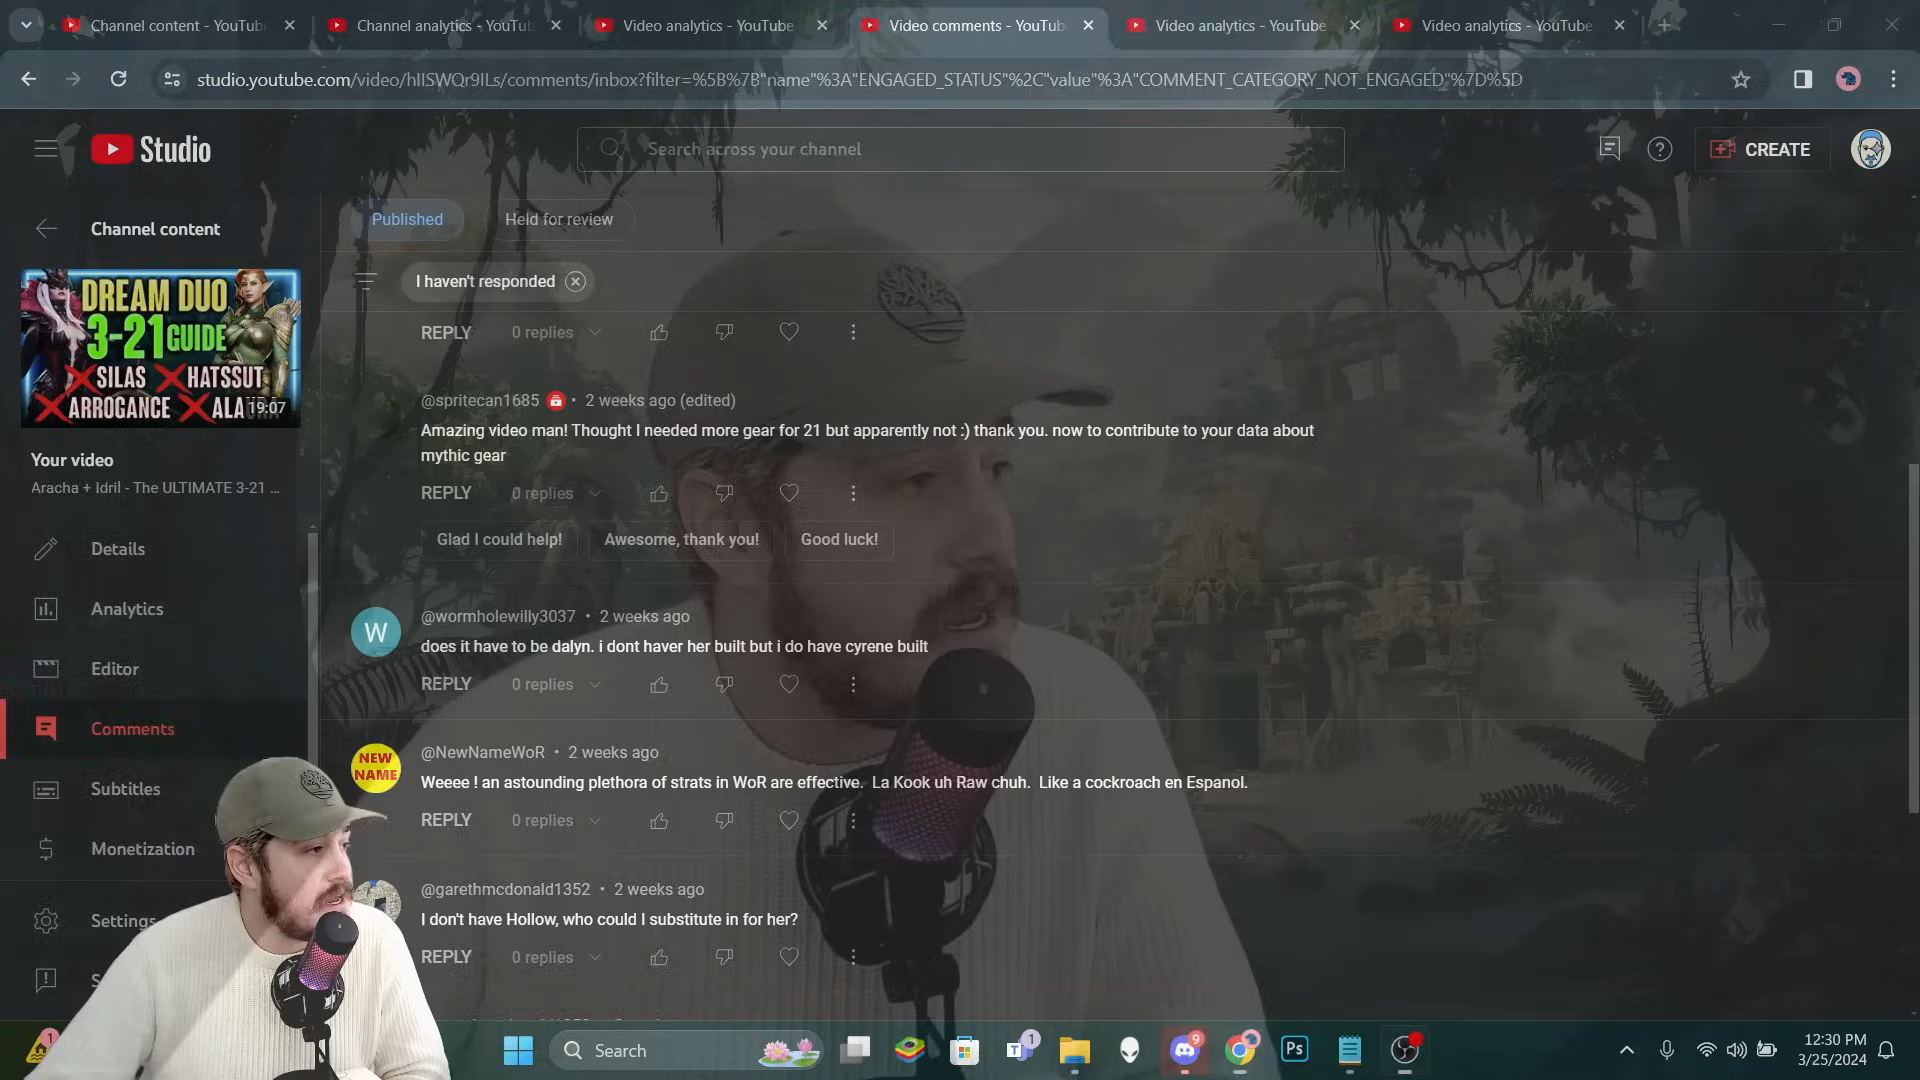 Channel content - YouTub
Channel analytics - YouTub
Video analytics - YouTube
Video comments - YouTub
Video analytics - YouTube
Video analytics - YouTube
studio.youtube.com/video/hIISWQr9ILs/comments/inbox?filter=%5B%7B"name"%3A"ENGAGED_STATUS"%2C"value"%3A"COMMENT_CATEGORY_NOT_ENGAGED"%7D%5D
Studio
Search across your channel
CREATE
Channel content
Published
Held for review
I haven't responded
DREAM DUO
3-21 GUIDE
SILAS HATSSUT
ARROGANCE
19:07
REPLY 0 replies
@spritecan1685 • 2 weeks ago (edited)
Amazing video man! Thought I needed more gear for 21 but apparently not :) thank you. now to contribute to your data about
mythic gear
Your video
Aracha + Idril - The ULTIMATE 3-21 ...
REPLY 0 replies
Glad I could help! Awesome, thank you! Good luck!
Details
Analytics
Editor
Comments
Subtitles
Monetization
Settings
W
@wormholewilly3037 • 2 weeks ago
does it have to be dalyn. i dont haver her built but i do have cyrene built
REPLY 0 replies
NEW
NAME
@NewNameWoR • 2 weeks ago
Weeee ! an astounding plethora of strats in WoR are effective. La Kook uh Raw chuh. Like a cockroach en Espanol.
REPLY 0 replies
@garethmcdonald1352 • 2 weeks ago
I don't have Hollow, who could I substitute in for her?
REPLY 0 replies
1
Search
T
1
9
Ps
12:30 PM
3/25/2024